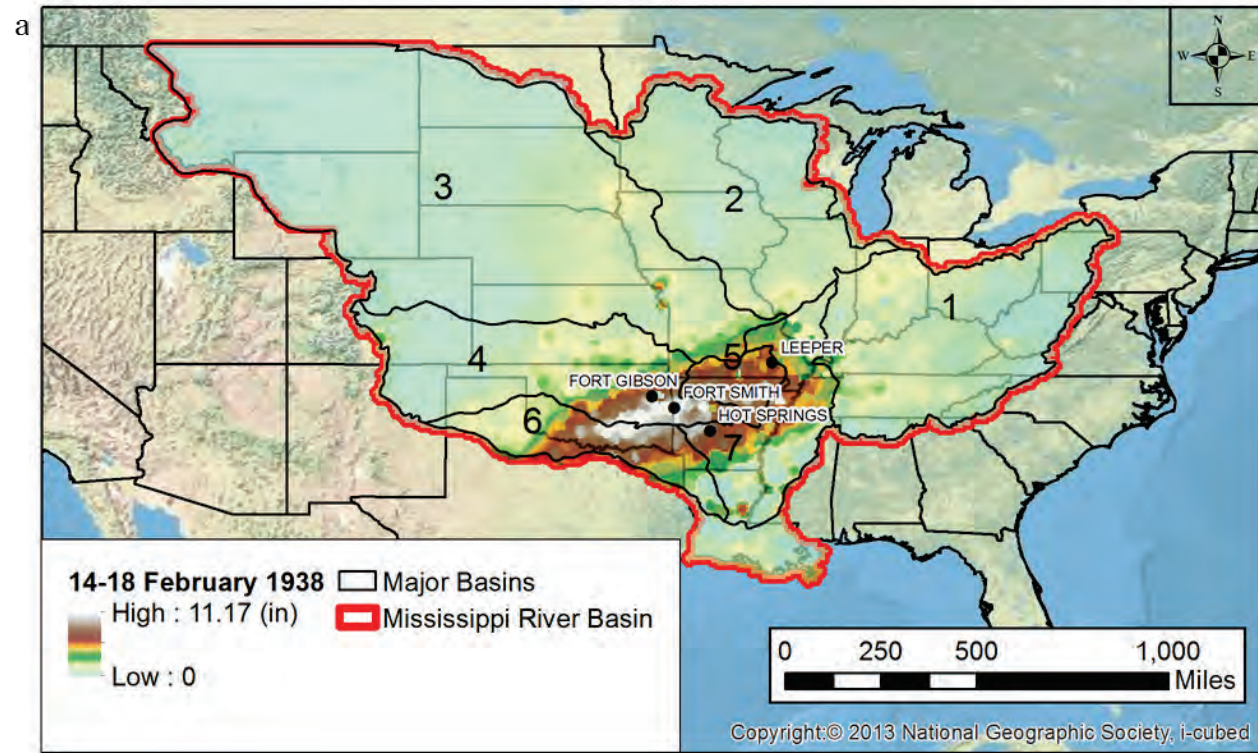 a
N
W E
S
3
2
1
4
5
LEEPER
FORT GIBSON
FORT SMITH
HOT SPRINGS
6
7
14-18 February 1938
High : 11.17 (in)
Low : 0
Major Basins
Mississippi River Basin
0 250 500 1,000
Miles
Copyright:© 2013 National Geographic Society, i-cubed